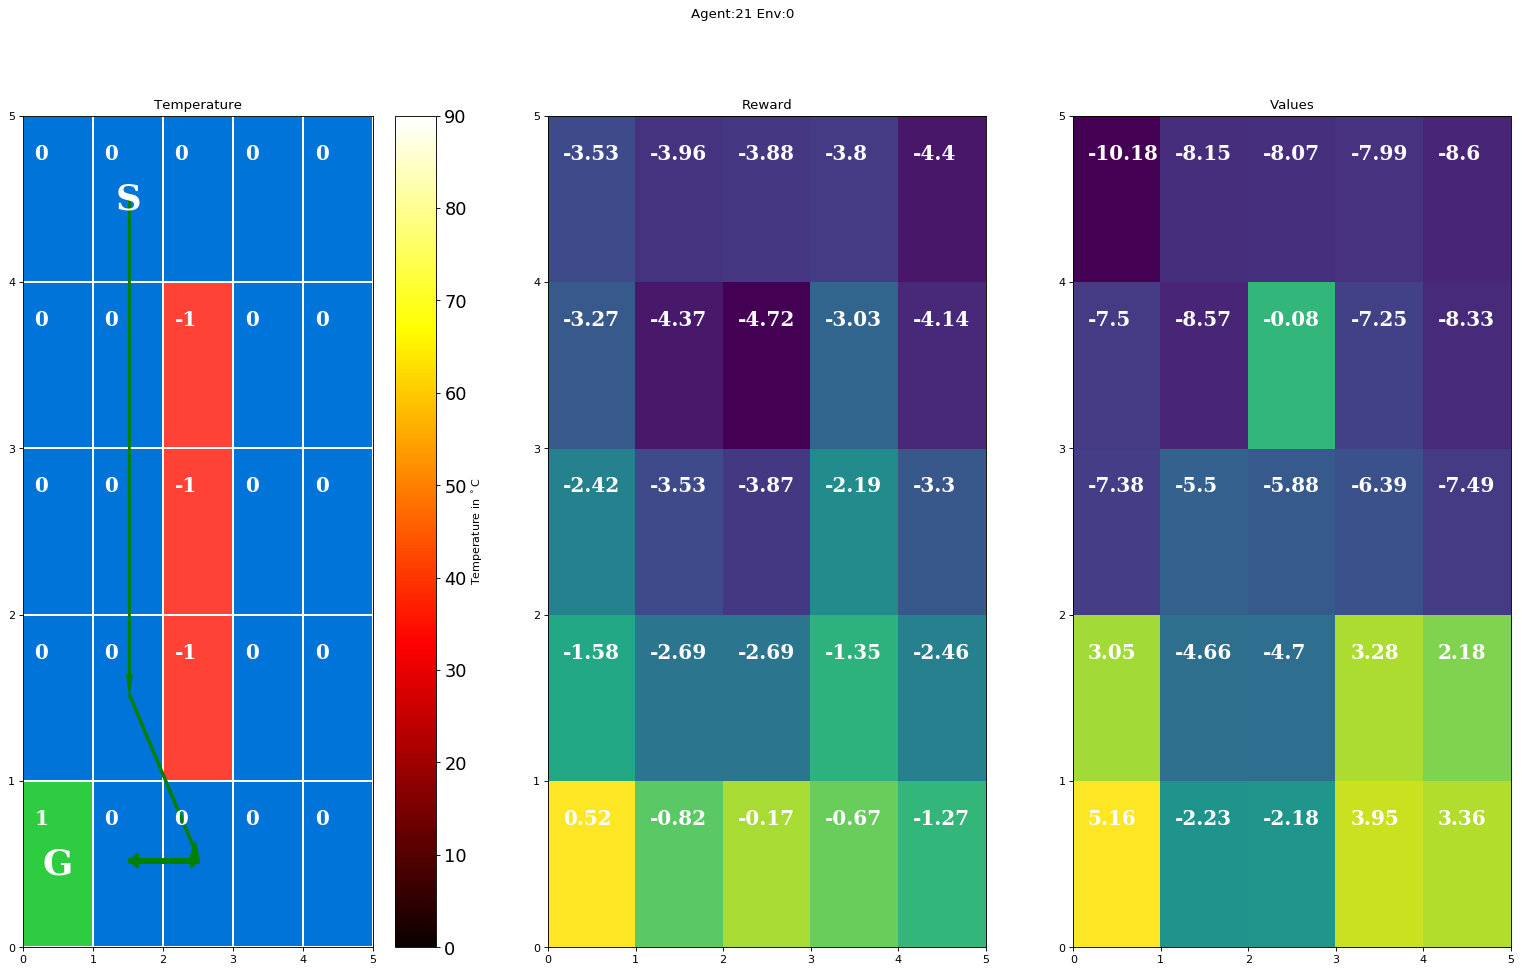 Agent:21 Env:0
Temperature
0 0 0 0 0
S
0 0 -1 0 0
0 0 -1 0 0
0 0 -1 0 0
1 0 0 0 0
G
5
4
3
2
1
0
0 1 2 3 4 5
90
80
70
60
50
40
30
20
10
0
Temperature in °C
Reward
-3.53 -3.96 -3.88 -3.8 -4.4
-3.27 -4.37 -4.72 -3.03 -4.14
-2.42 -3.53 -3.87 -2.19 -3.3
-1.58 -2.69 -2.69 -1.35 -2.46
0.52 -0.82 -0.17 -0.67 -1.27
5
4
3
2
1
0
0 1 2 3 4 5
Values
-10.18 -8.15 -8.07 -7.99 -8.6
-7.5 -8.57 -0.08 -7.25 -8.33
-7.38 -5.5 -5.88 -6.39 -7.49
3.05 -4.66 -4.7 3.28 2.18
5.16 -2.23 -2.18 3.95 3.36
5
4
3
2
1
0
0 1 2 3 4 5